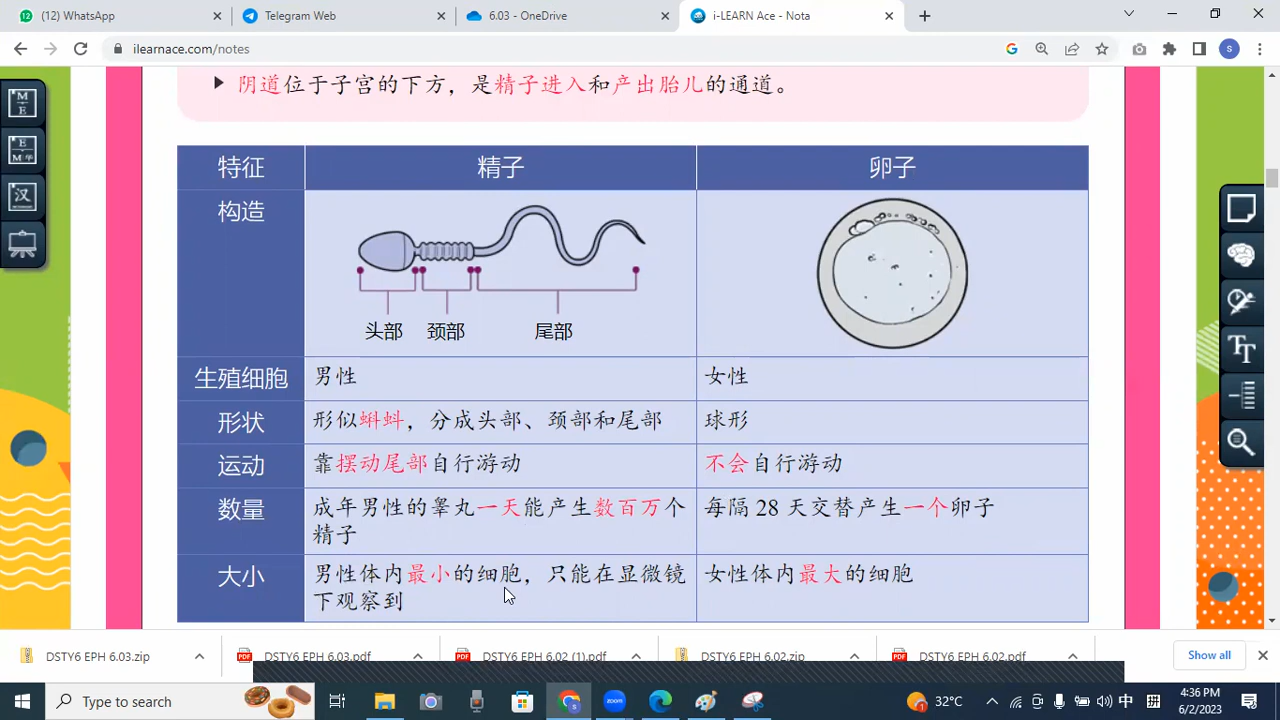 (12) WhatsApp
Telegram Web
6.03 - OneDrive
i-LEARN Ace - Nota
ilearnace.com/notes
S
阴道位于子宫的下方，是精子进入和产出胎儿的通道。
特征 精子 卵子
构造
头部 颈部 尾部
生殖细胞 男性 女性
形状 形似蝌蚪，分成头部、颈部和尾部 球形
运动 靠摆动尾部自行游动 不会自行游动
数量 成年男性的睾丸一天能产生数百万个 每隔 28 天交替产生一个卵子
精子
大小 男性体内最小的细胞，只能在显微镜 女性体内最大的细胞
下观察到
DSTY6 EPH 6.03.zip
DSTY6 EPH 6.03.pdf
DSTY6 EPH 6.02 (1).pdf
DSTY6 EPH 6.02.zip
DSTY6 EPH 6.02.pdf
Show all
Type here to search
zoom
1
32°C
中
拼
4:36 PM
6/2/2023